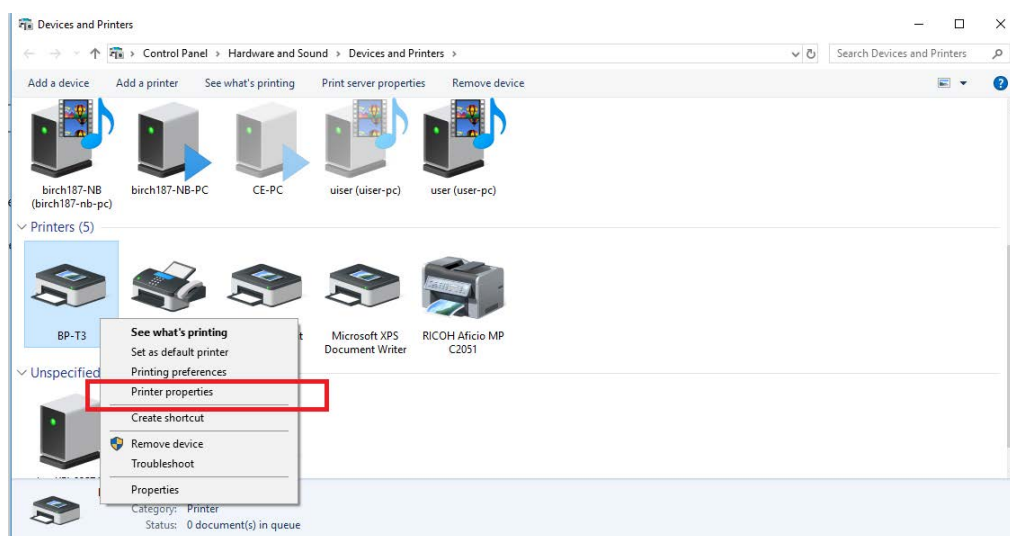 Devices and Printers
Control Panel > Hardware and Sound > Devices and Printers >
Search Devices and Printers
Add a device Add a printer See what's printing Print server properties Remove device
birch187-NB
(birch187-nb-pc)
birch187-NB-PC
CE-PC
uiser (uiser-pc)
user (user-pc)
Printers (5)
BP-T3
Microsoft XPS
Document Writer
RICOH Aficio MP
C2051
See what's printing
Set as default printer
Printing preferences
Printer properties
Create shortcut
Remove device
Troubleshoot
Properties
Unspecified
Category: Printer
Status: 0 document(s) in queue